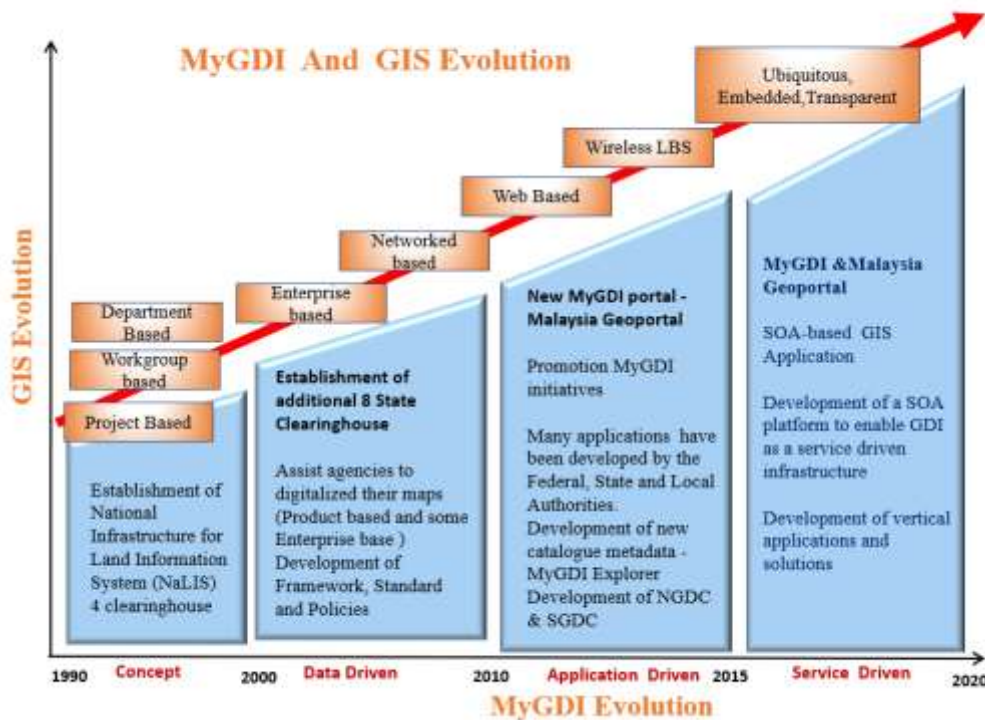 MyGDI And GIS Evolution
Ubiquitous,
Embedded,Transparent
Wireless LBS
Web Based
Networked
based
Enterprise
based
Department
Based
Workgroup
based
Project Based
GIS Evolution
Establishment of
National
Infrastructure for
Land Information
System (NaLIS)
4 clearinghouse
Establishment of
additional 8 State
Clearinghouse
Assist agencies to
digitalized their maps
(Product based and some
Enterprise base )
Development of
Framework, Standard
and Policies
New MyGDI portal -
Malaysia Geoportal
Promotion MyGDI
initiatives
Many applications have
been developed by the
Federal, State and Local
Authorities.
Development of new
catalogue metadata -
MyGDI Explorer
Development of NGDC
& SGDC
MyGDI &Malaysia
Geoportal
SOA-based GIS
Application
Development of a SOA
platform to enable GDI
as a service driven
infrastructure
Development of vertical
applications and
solutions
1990 Concept 2000 Data Driven 2010 Application Driven 2015 Service Driven 2020
MyGDI Evolution